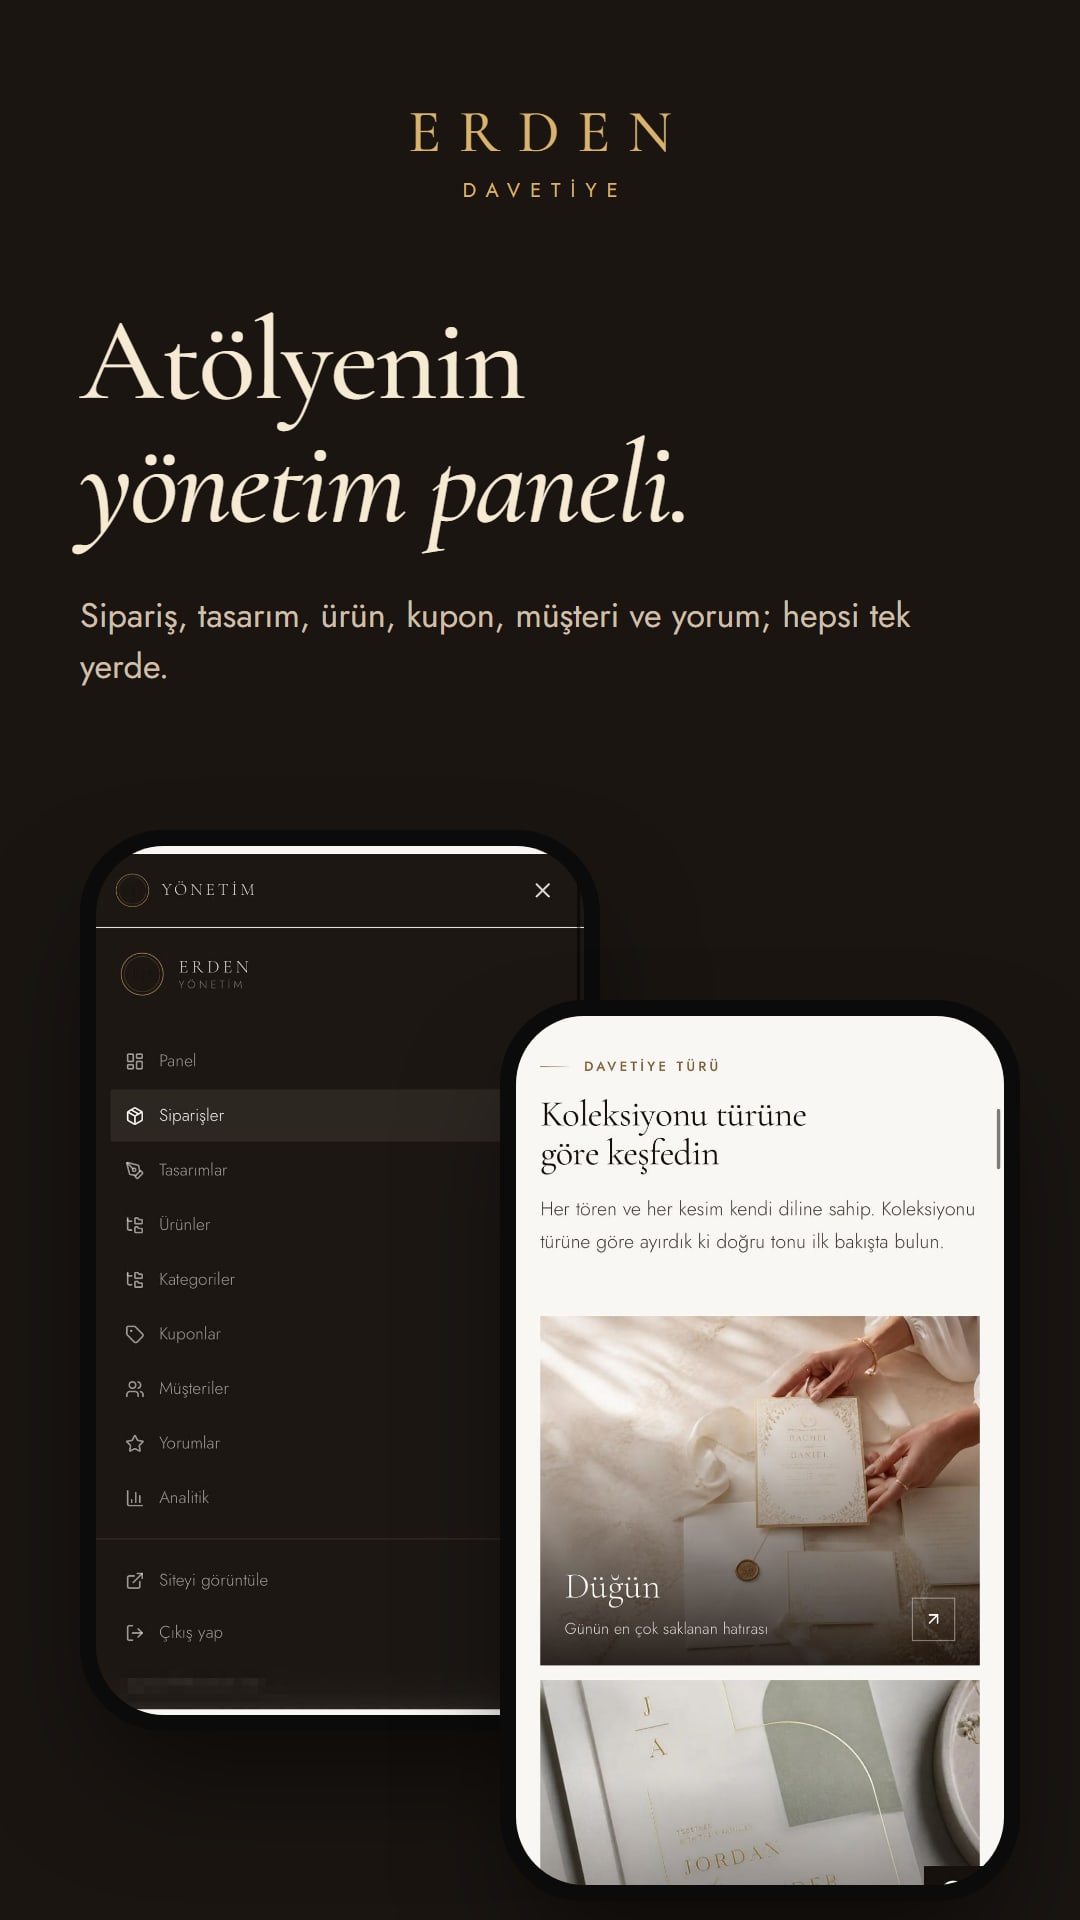 ERDEN
DAVETİYE
Atölyenin
yönetim paneli.
Sipariş, tasarım, ürün, kupon, müşteri ve yorum; hepsi tek
yerde.
YÖNETİM
ERDEN
YÖNETİM
Panel
Siparişler
Tasarımlar
Ürünler
Kategoriler
Kuponlar
Müşteriler
Yorumlar
Analitik
Siteyi görüntüle
Çıkış yap
DAVETİYE TÜRÜ
Koleksiyonu türüne
göre keşfedin
Her tören ve her kesim kendi diline sahip. Koleksiyonu
türüne göre ayırdık ki doğru tonu ilk bakışta bulun.
RACHEL
DANIEL
Düğün
Günün en çok saklanan hatırası
J
A
JORDAN